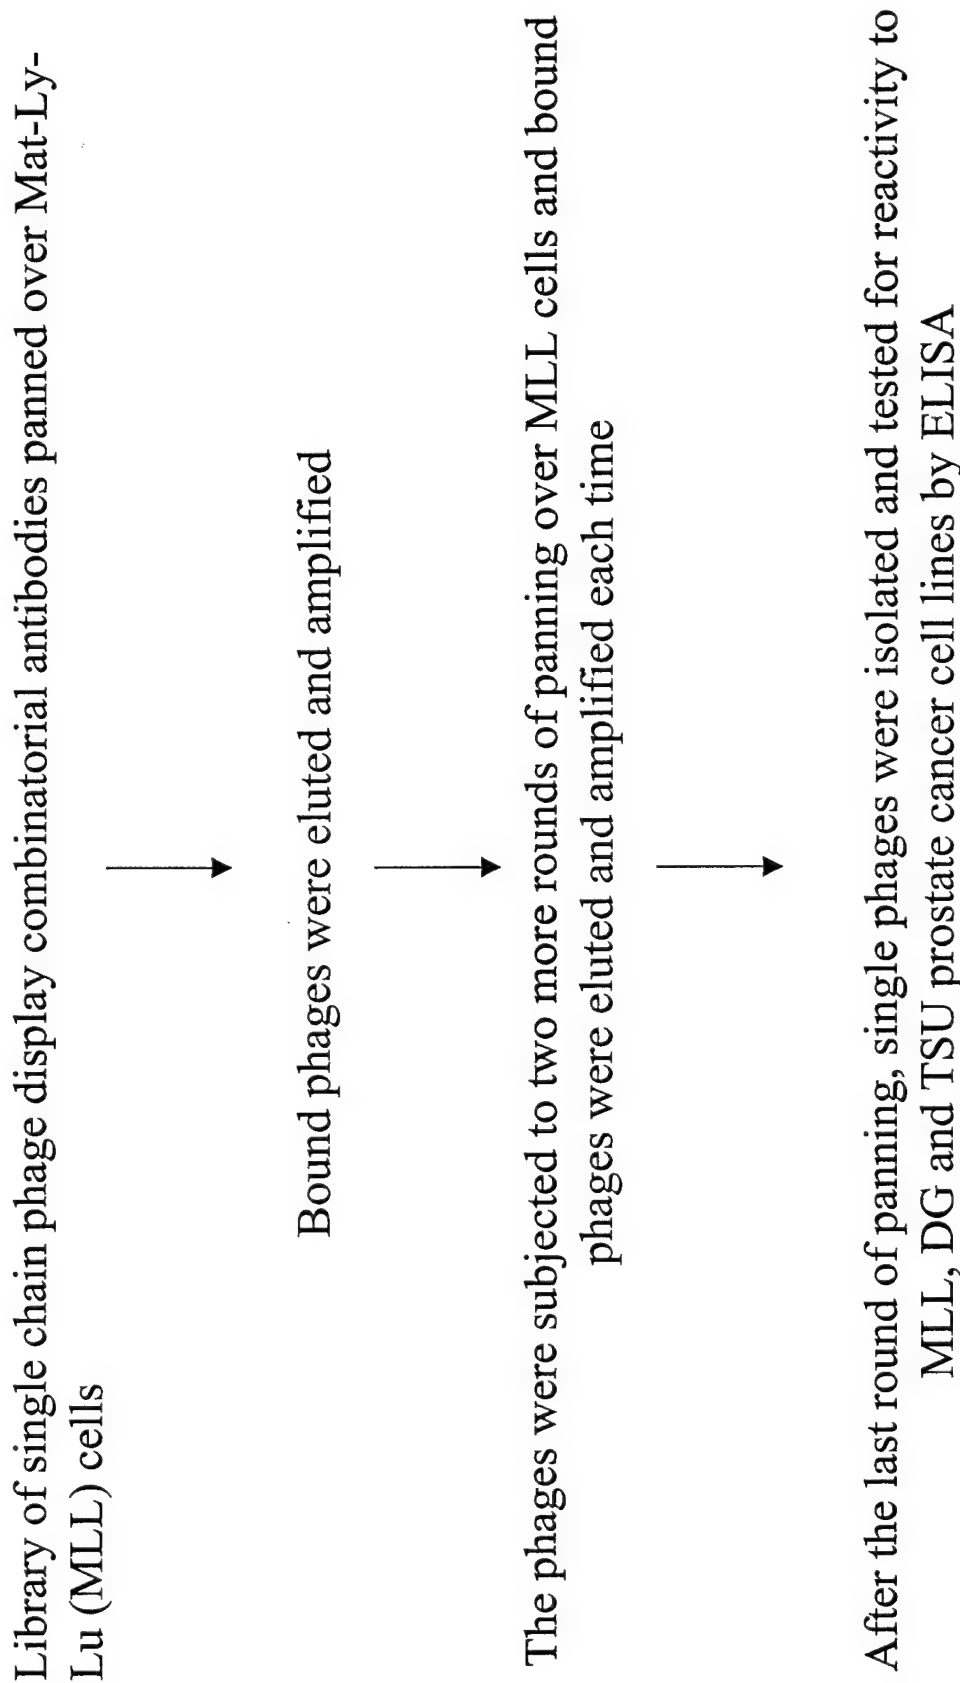 Library of single chain phage display combinatorial antibodies panned over Mat-Ly-
Lu (MLL) cells
Bound phages were eluted and amplified
The phages were subjected to two more rounds of panning over MLL cells and bound
phages were eluted and amplified each time
After the last round of panning, single phages were isolated and tested for reactivity to
MLL, DG and TSU prostate cancer cell lines by ELISA